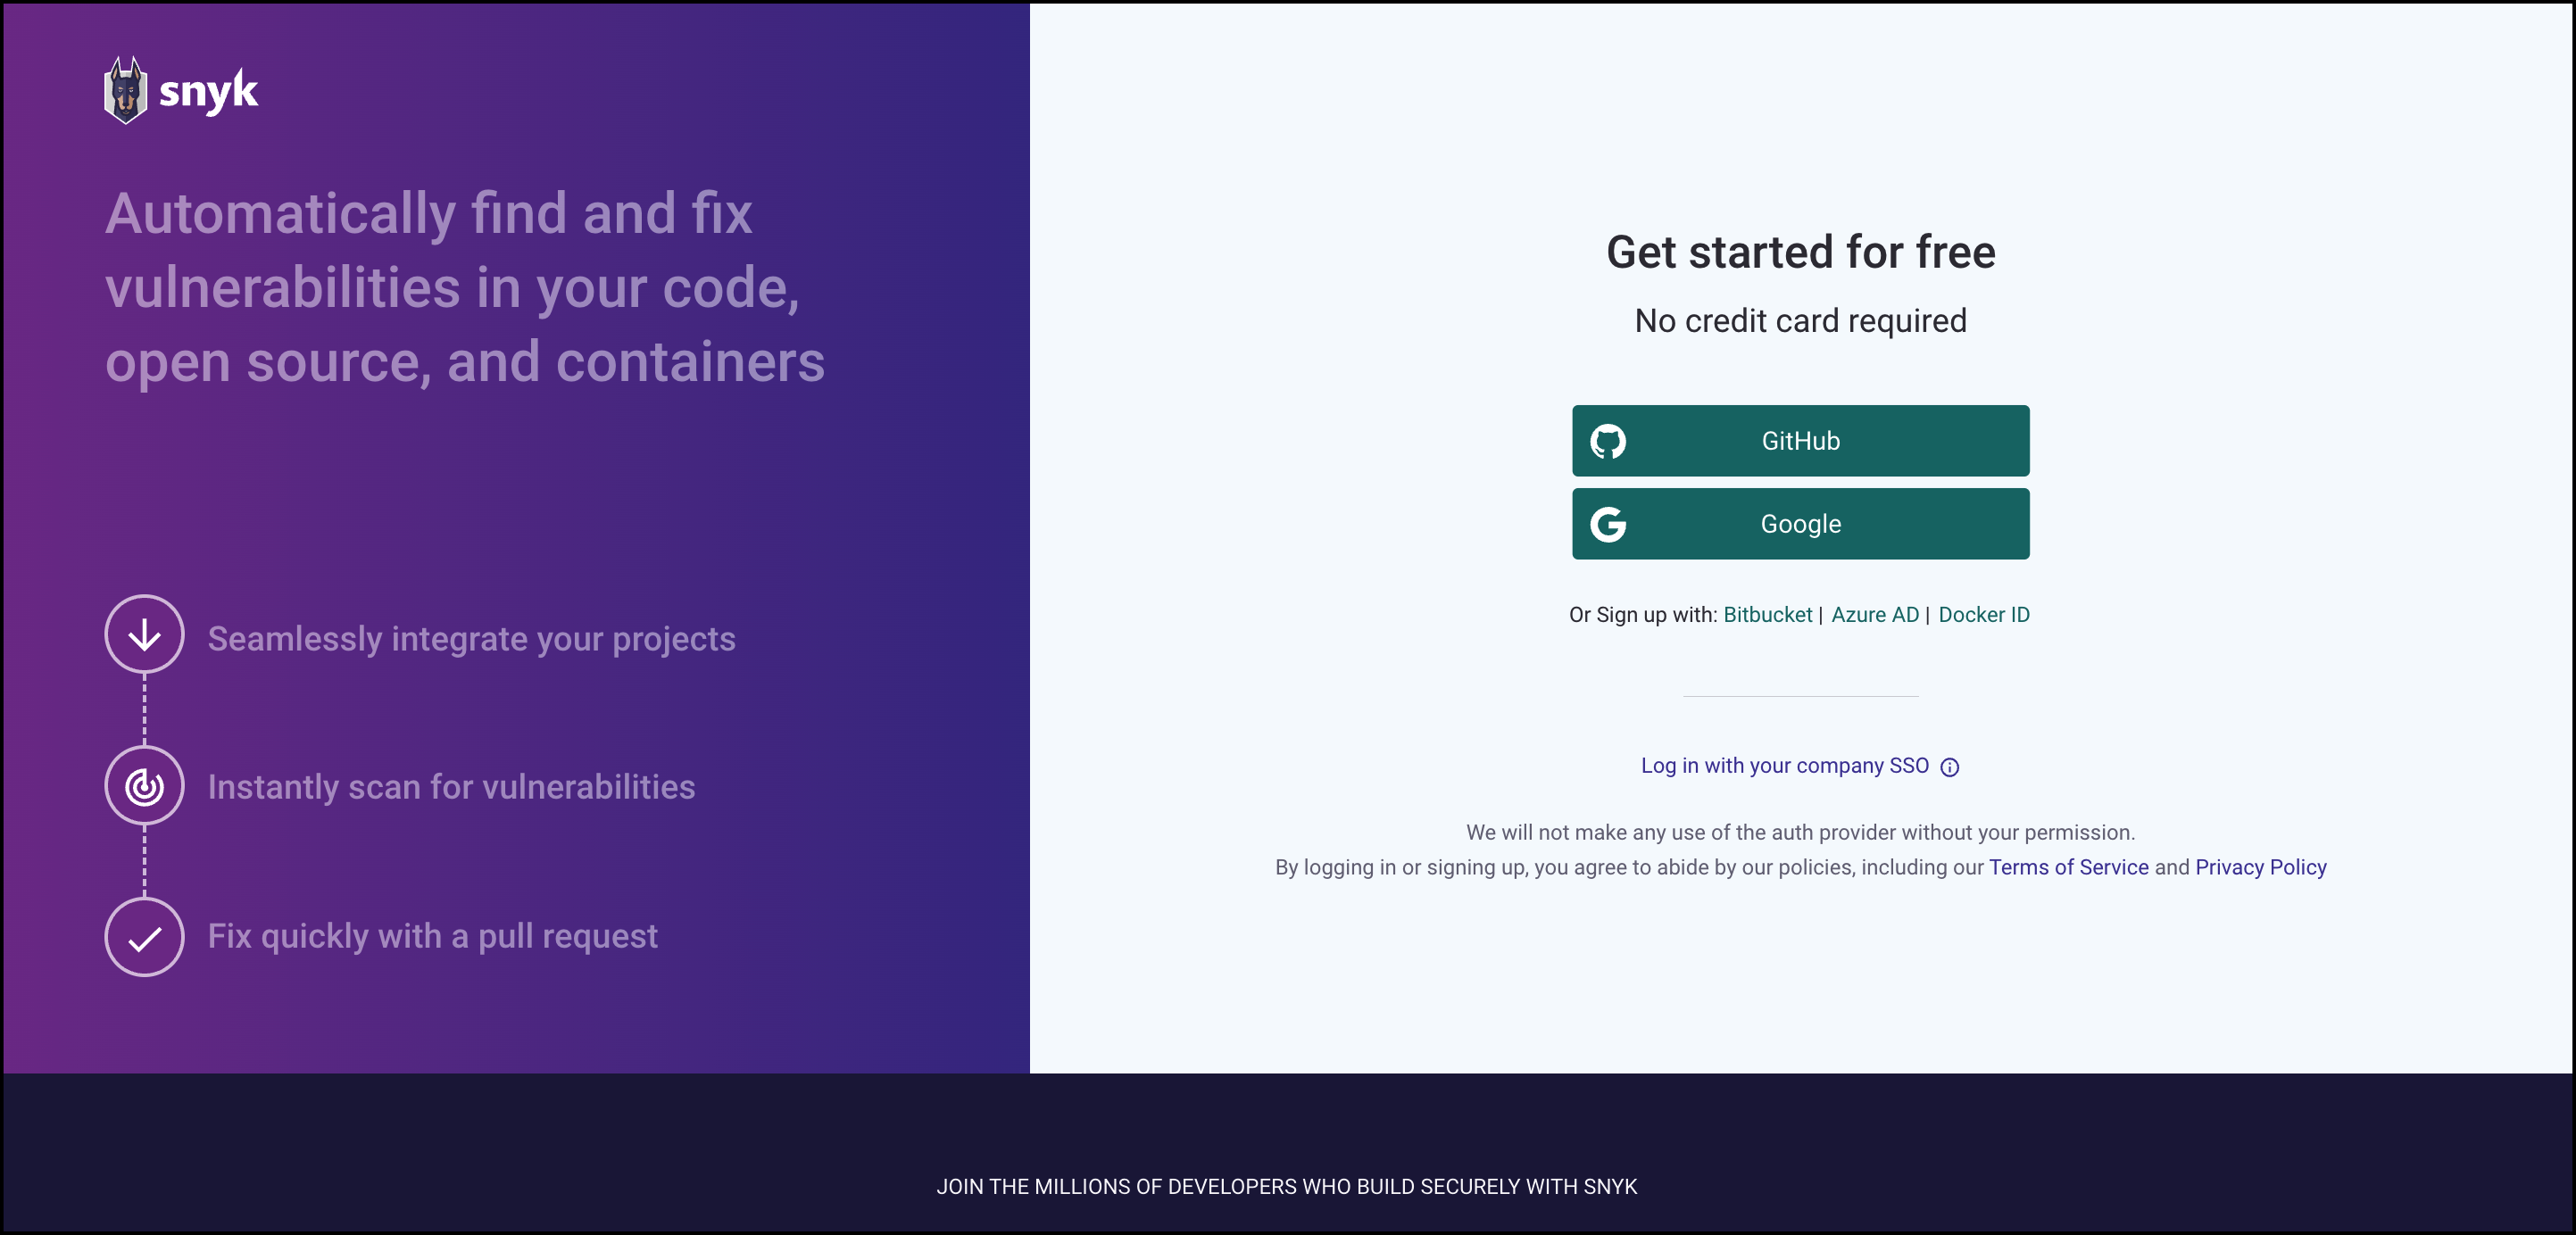 snyk
Automatically find and fix
vulnerabilities in your code,
open source, and containers
Seamlessly integrate your projects
Instantly scan for vulnerabilities
Fix quickly with a pull request
Get started for free
No credit card required
GitHub
Google
Or Sign up with: Bitbucket | Azure AD | Docker ID
Log in with your company SSO
We will not make any use of the auth provider without your permission.
By logging in or signing up, you agree to abide by our policies, including our Terms of Service and Privacy Policy
JOIN THE MILLIONS OF DEVELOPERS WHO BUILD SECURELY WITH SNYK